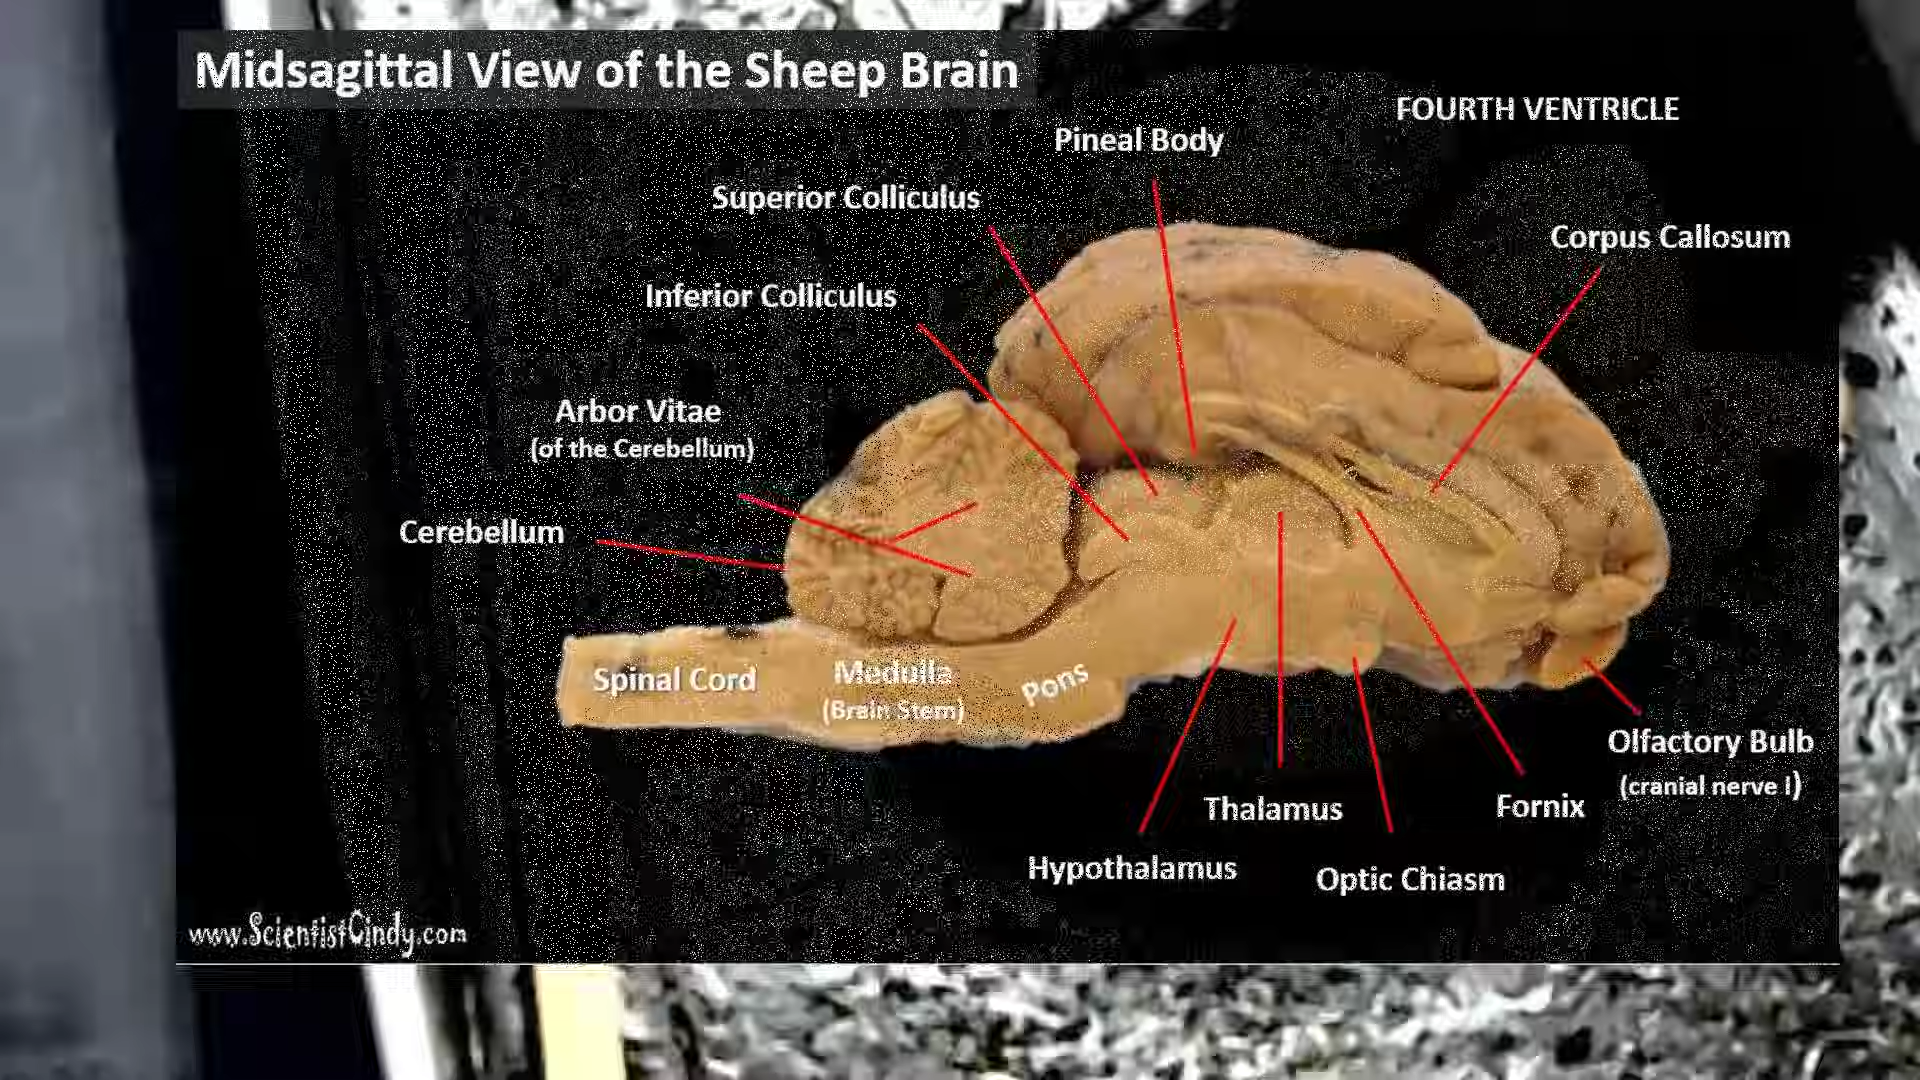 Midsagittal View of the Sheep Brain
FOURTH VENTRICLE
Pineal Body
Superior Colliculus
Corpus Callosum
Inferior Colliculus
Arbor Vitae
(of the Cerebellum)
Cerebellum
Spinal Cord
Medulla
(Brain Stem)
Pons
Olfactory Bulb
(cranial nerve I)
Thalamus
Fornix
Hypothalamus
Optic Chiasm
www.ScientistCindy.com